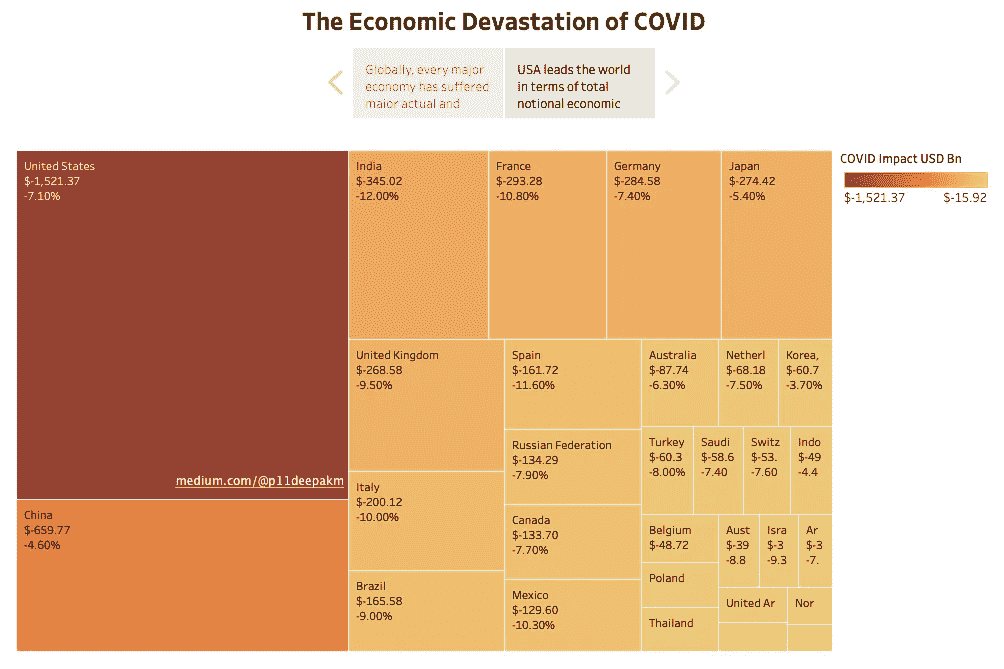 The Economic Devastation of COVID
Globally, every major
economy has suffered
major actual and
USA leads the world
in terms of total
notional economic
United States
$-1,521.37
-7.10%
medium.com/@p11deepakm
China
$-659.77
-4.60%
India
$-345.02
-12.00%
France
$-293.28
-10.80%
Germany
$-284.58
-7.40%
Japan
$-274.42
-5.40%
COVID Impact USD Bn
$-1,521.37 $-15.92
United Kingdom
$-268.58
-9.50%
Italy
$-200.12
-10.00%
Brazil
$-165.58
-9.00%
Spain
$-161.72
-11.60%
Russian Federation
$-134.29
-7.90%
Canada
$-133.70
-7.70%
Mexico
$-129.60
-10.30%
Australia
$-87.74
-6.30%
Netherl
$-68.18
-7.50%
Korea,
$-60.7
-3.70%
Turkey
$-60.3
-8.00%
Saudi
$-58.6
-7.40
Switz
$-53.
-7.60
Indo
$-49
-4.4
Belgium
$-48.72
Aust
$-39
-8.8
Isra
$-3
-9.3
Ar
$-3
-7.
Poland
Thailand
United Ar
Nor